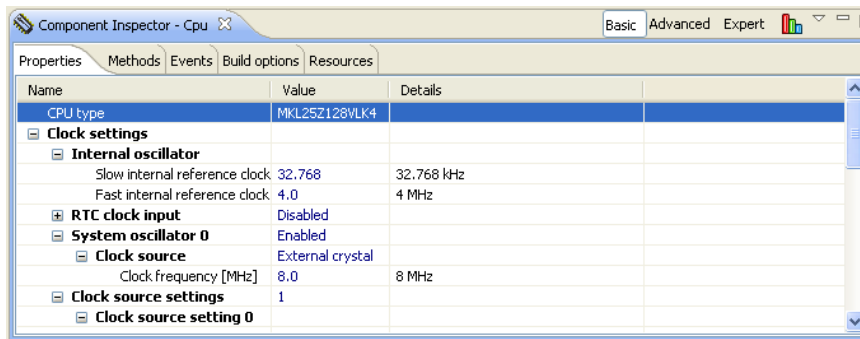 Component Inspector - Cpu Basic Advanced Expert
Properties Methods Events Build options Resources
Name Value Details
CPU type MKL25Z128VLK4
Clock settings
Internal oscillator
Slow internal reference clock 32.768 32.768 kHz
Fast internal reference clock 4.0 4 MHz
RTC clock input Disabled
System oscillator 0 Enabled
Clock source External crystal
Clock frequency [MHz] 8.0 8 MHz
Clock source settings 1
Clock source setting 0